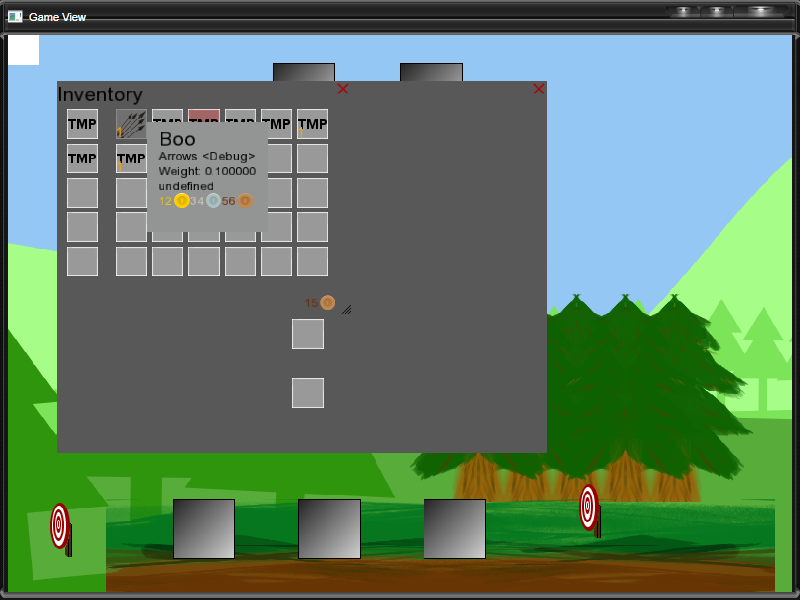 Game View
Inventory
TMP TMP TMP TMP TMP TMP
Boo
TMP TMP
Arrows <Debug>
Weight: 0.100000
undefined
12 34 56
15